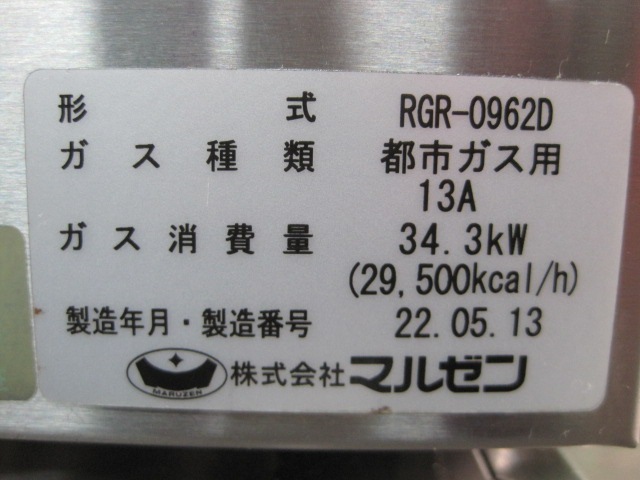 形式 RGR-0962D
ガス種類 都市ガス用
13A
ガス消費量 34.3kW
(29,500kcal/h)
製造年月・製造番号 22.05.13
MARUZEN 株式会社マルゼン